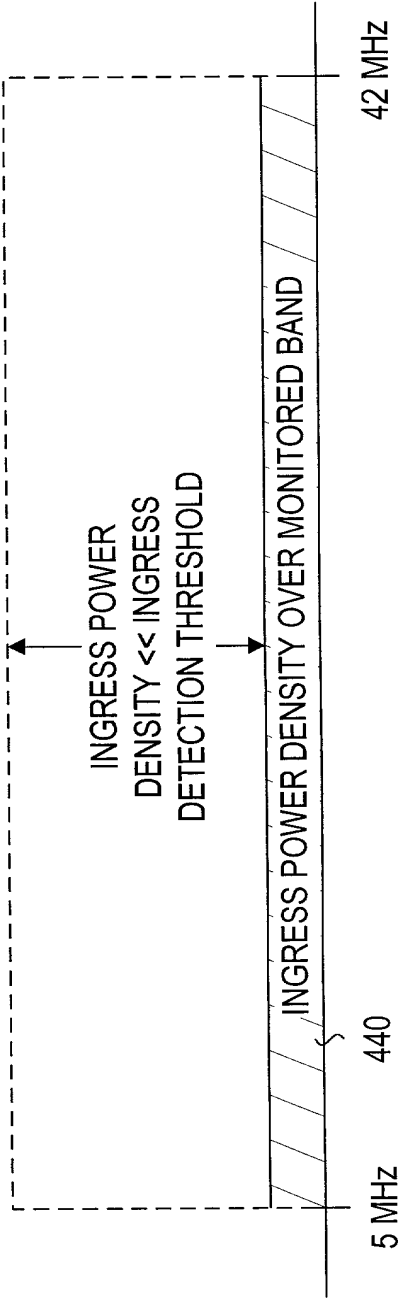 INGRESS POWER
DENSITY << INGRESS
DETECTION THRESHOLD
INGRESS POWER DENSITY OVER MONITORED BAND
5 MHz
440
42 MHz